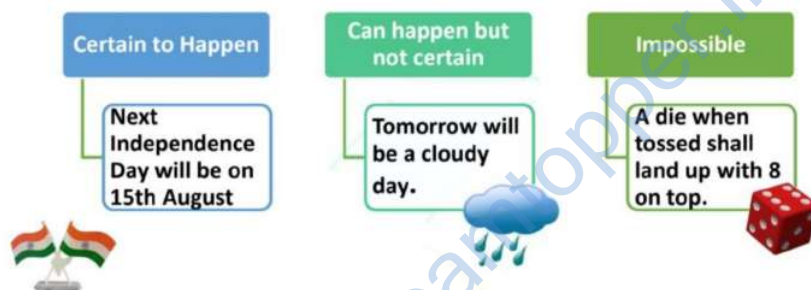 Certain to Happen
Next
Independence
Day will be on
15th August
Can happen but
not certain
Tomorrow will
be a cloudy
day.
Impossible
A die when
tossed shall
land up with 8
on top.